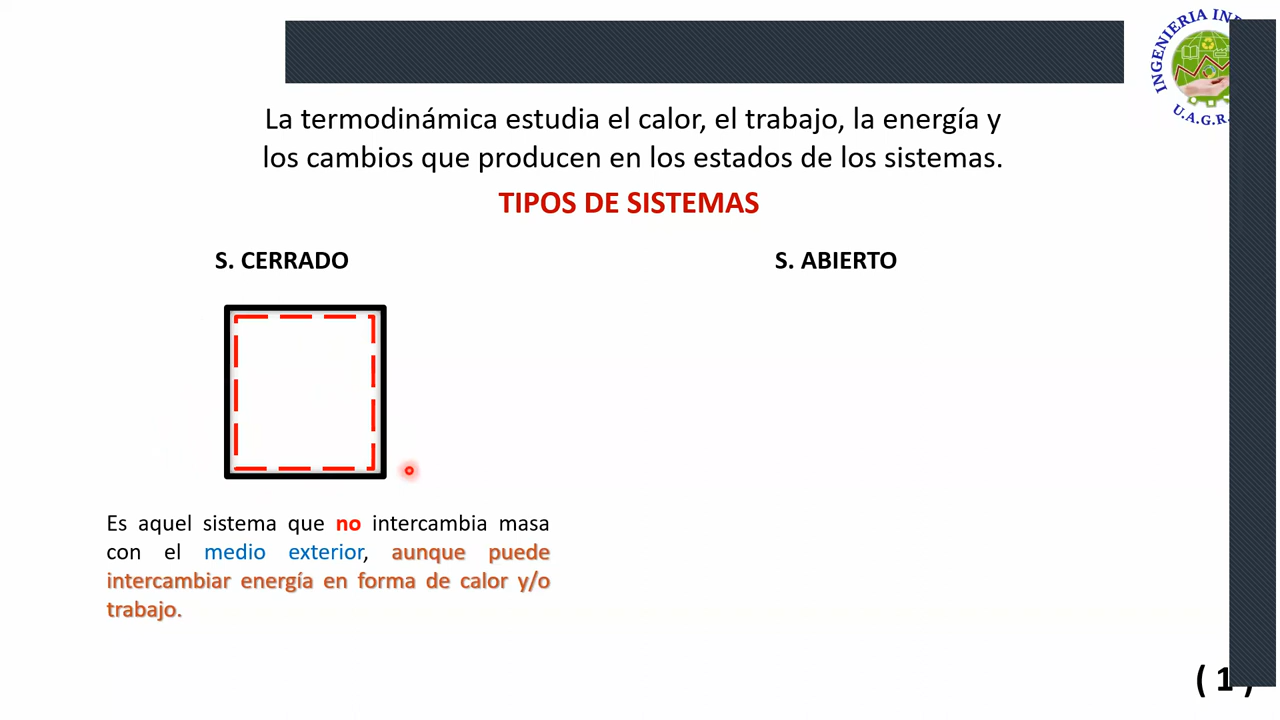 INGENIERIA IN
U.A.G.R.
La termodinámica estudia el calor, el trabajo, la energía y
los cambios que producen en los estados de los sistemas.
TIPOS DE SISTEMAS
S. CERRADO
S. ABIERTO
Es aquel sistema que no intercambia masa
con el medio exterior, aunque puede
intercambiar energía en forma de calor y/o
trabajo.
( 1 )